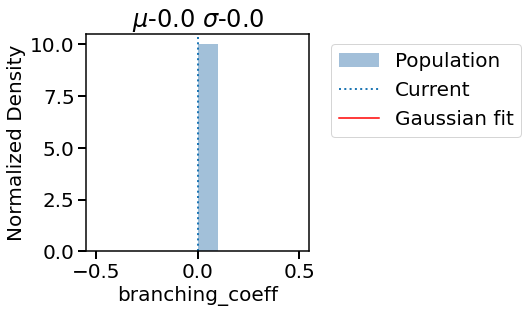 μ-0.0 σ-0.0
Normalized Density
10.0
7.5
5.0
2.5
0.0
−0.5 0.0 0.5
branching_coeff
Population
Current
Gaussian fit